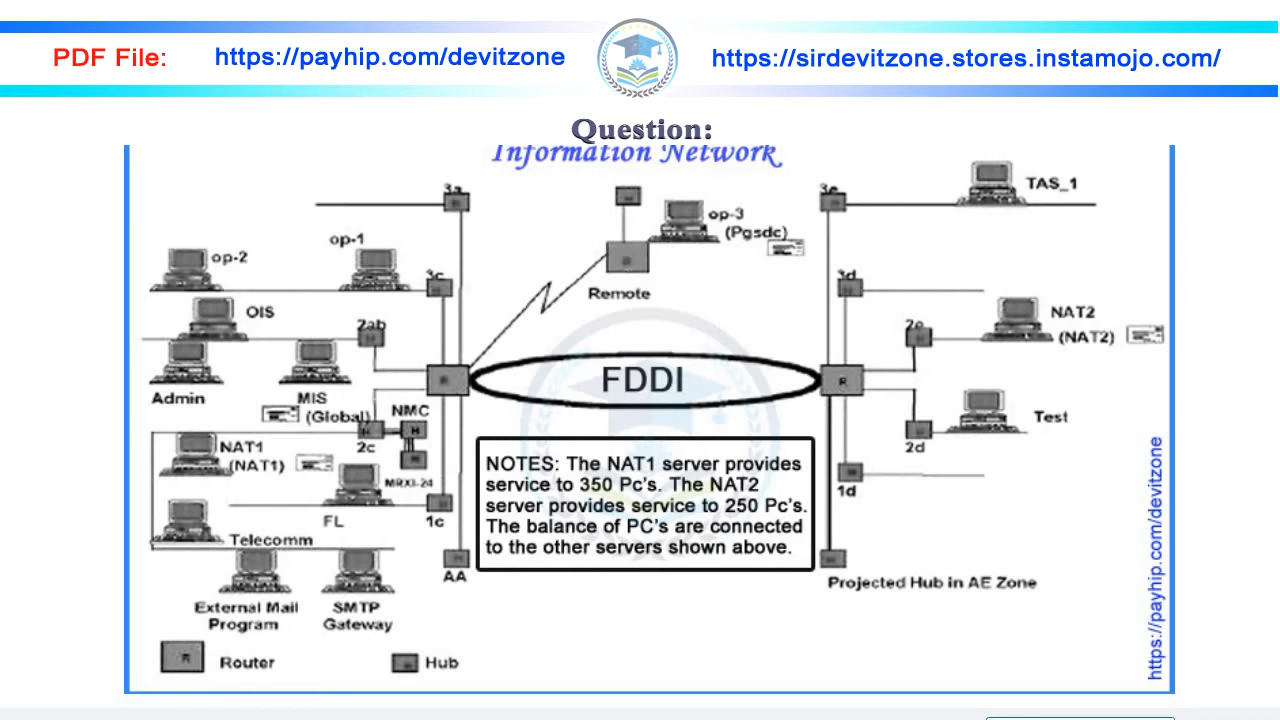 PDF File:
https://payhip.com/devitzone
https://sirdevitzone.stores.instamojo.com/
Question:
Information Network
3a
3e
TAS_1
op-3
(Pgsdc)
op-1
op-2
3c
3d
Remote
OIS
2ab
2e
NAT2
(NAT2)
R
FDDI
R
Admin
MIS
(Global)
NMC
Test
H
2c
2d
NAT1
(NAT1)
MRXI-24
1d
FL
1c
Telecomm
NOTES: The NAT1 server provides
service to 350 Pc's. The NAT2
server provides service to 250 Pc's.
The balance of PC's are connected
to the other servers shown above.
AA
Projected Hub in AE Zone
External Mail
Program
SMTP
Gateway
R
Router
Hub
https://payhip.com/devitzone